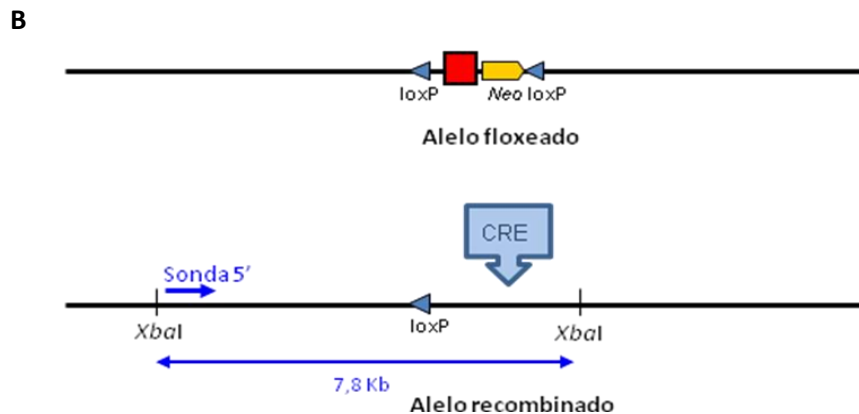 B
loxP Neo loxP
Alelo floxeado
CRE
Sonda 5’
XbaI loxP XbaI
7,8 Kb
Alelo recombinado